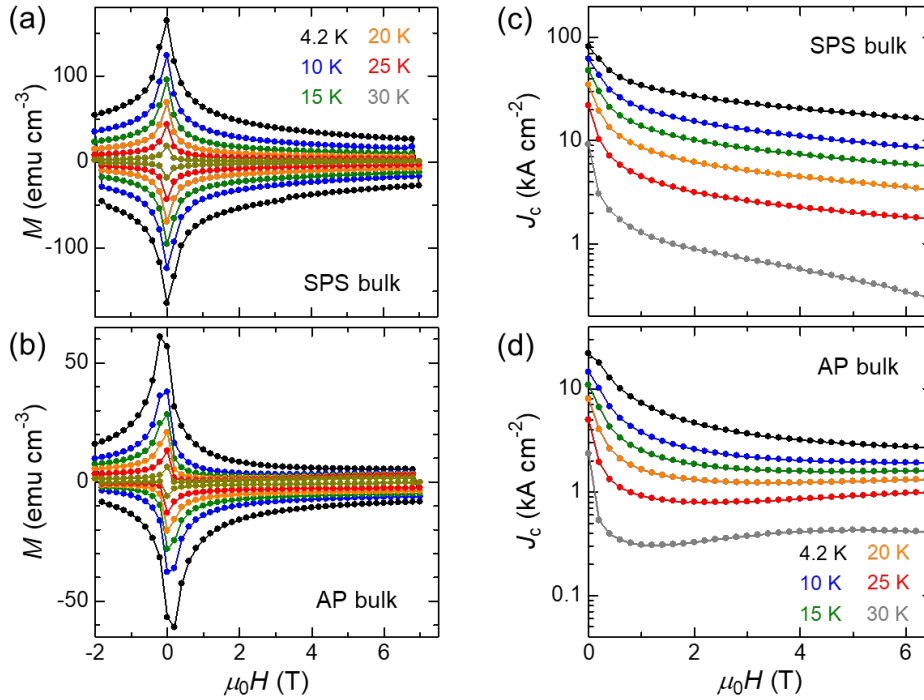 (a)
100
0
-100
M (emu cm⁻³)
4.2 K 20 K
10 K 25 K
15 K 30 K
SPS bulk
(b)
50
0
-50
M (emu cm⁻³)
AP bulk
-2 0 2 4 6
μ₀H (T)
(c)
100
10
1
J_c (kA cm⁻²)
SPS bulk
(d)
10
1
0.1
J_c (kA cm⁻²)
AP bulk
4.2 K 20 K
10 K 25 K
15 K 30 K
0 2 4 6
μ₀H (T)